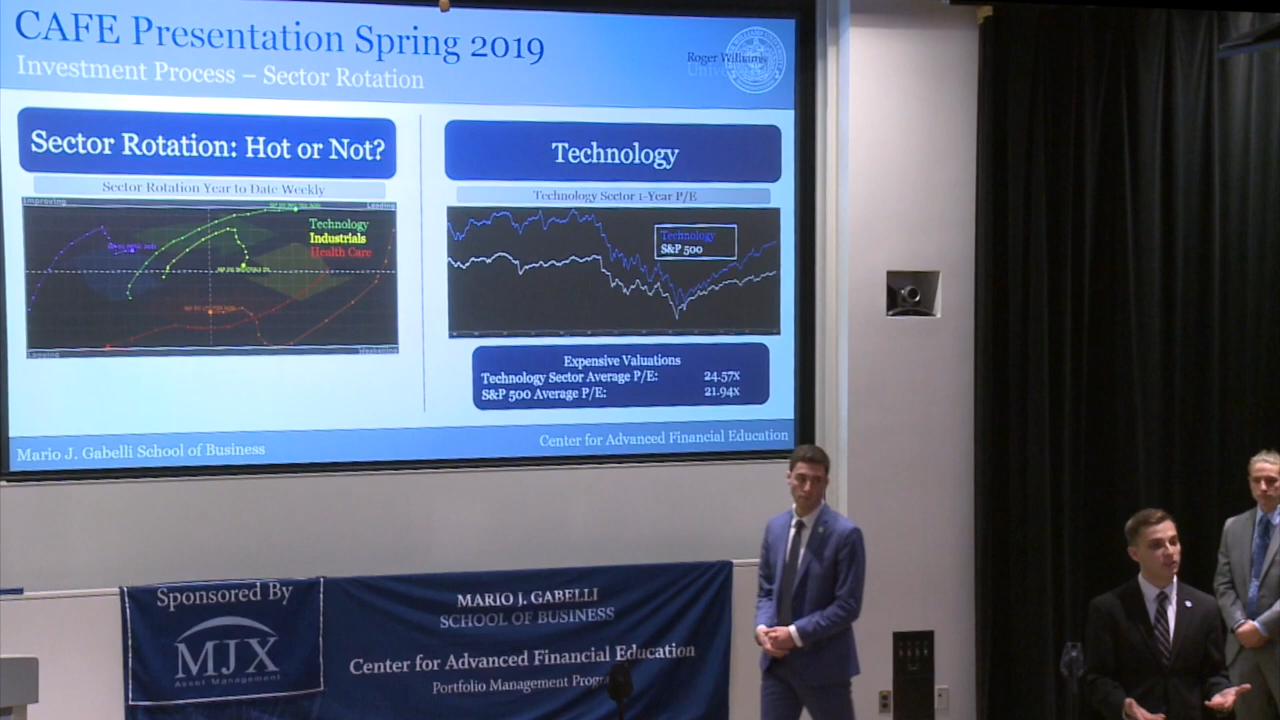 CAFE Presentation Spring 2019
Investment Process – Sector Rotation
Roger Williams
Sector Rotation: Hot or Not?
Sector Rotation Year to Date Weekly
Improving
Leading
Technology
Industrials
Health Care
Lagging
Weakening
Technology
Technology Sector 1-Year P/E
Technology
S&P 500
Expensive Valuations
Technology Sector Average P/E: 24.57x
S&P 500 Average P/E: 21.94x
Mario J. Gabelli School of Business
Center for Advanced Financial Education
Sponsored By
MJX
Asset Management
MARIO J. GABELLI
SCHOOL OF BUSINESS
Center for Advanced Financial Education
Portfolio Management